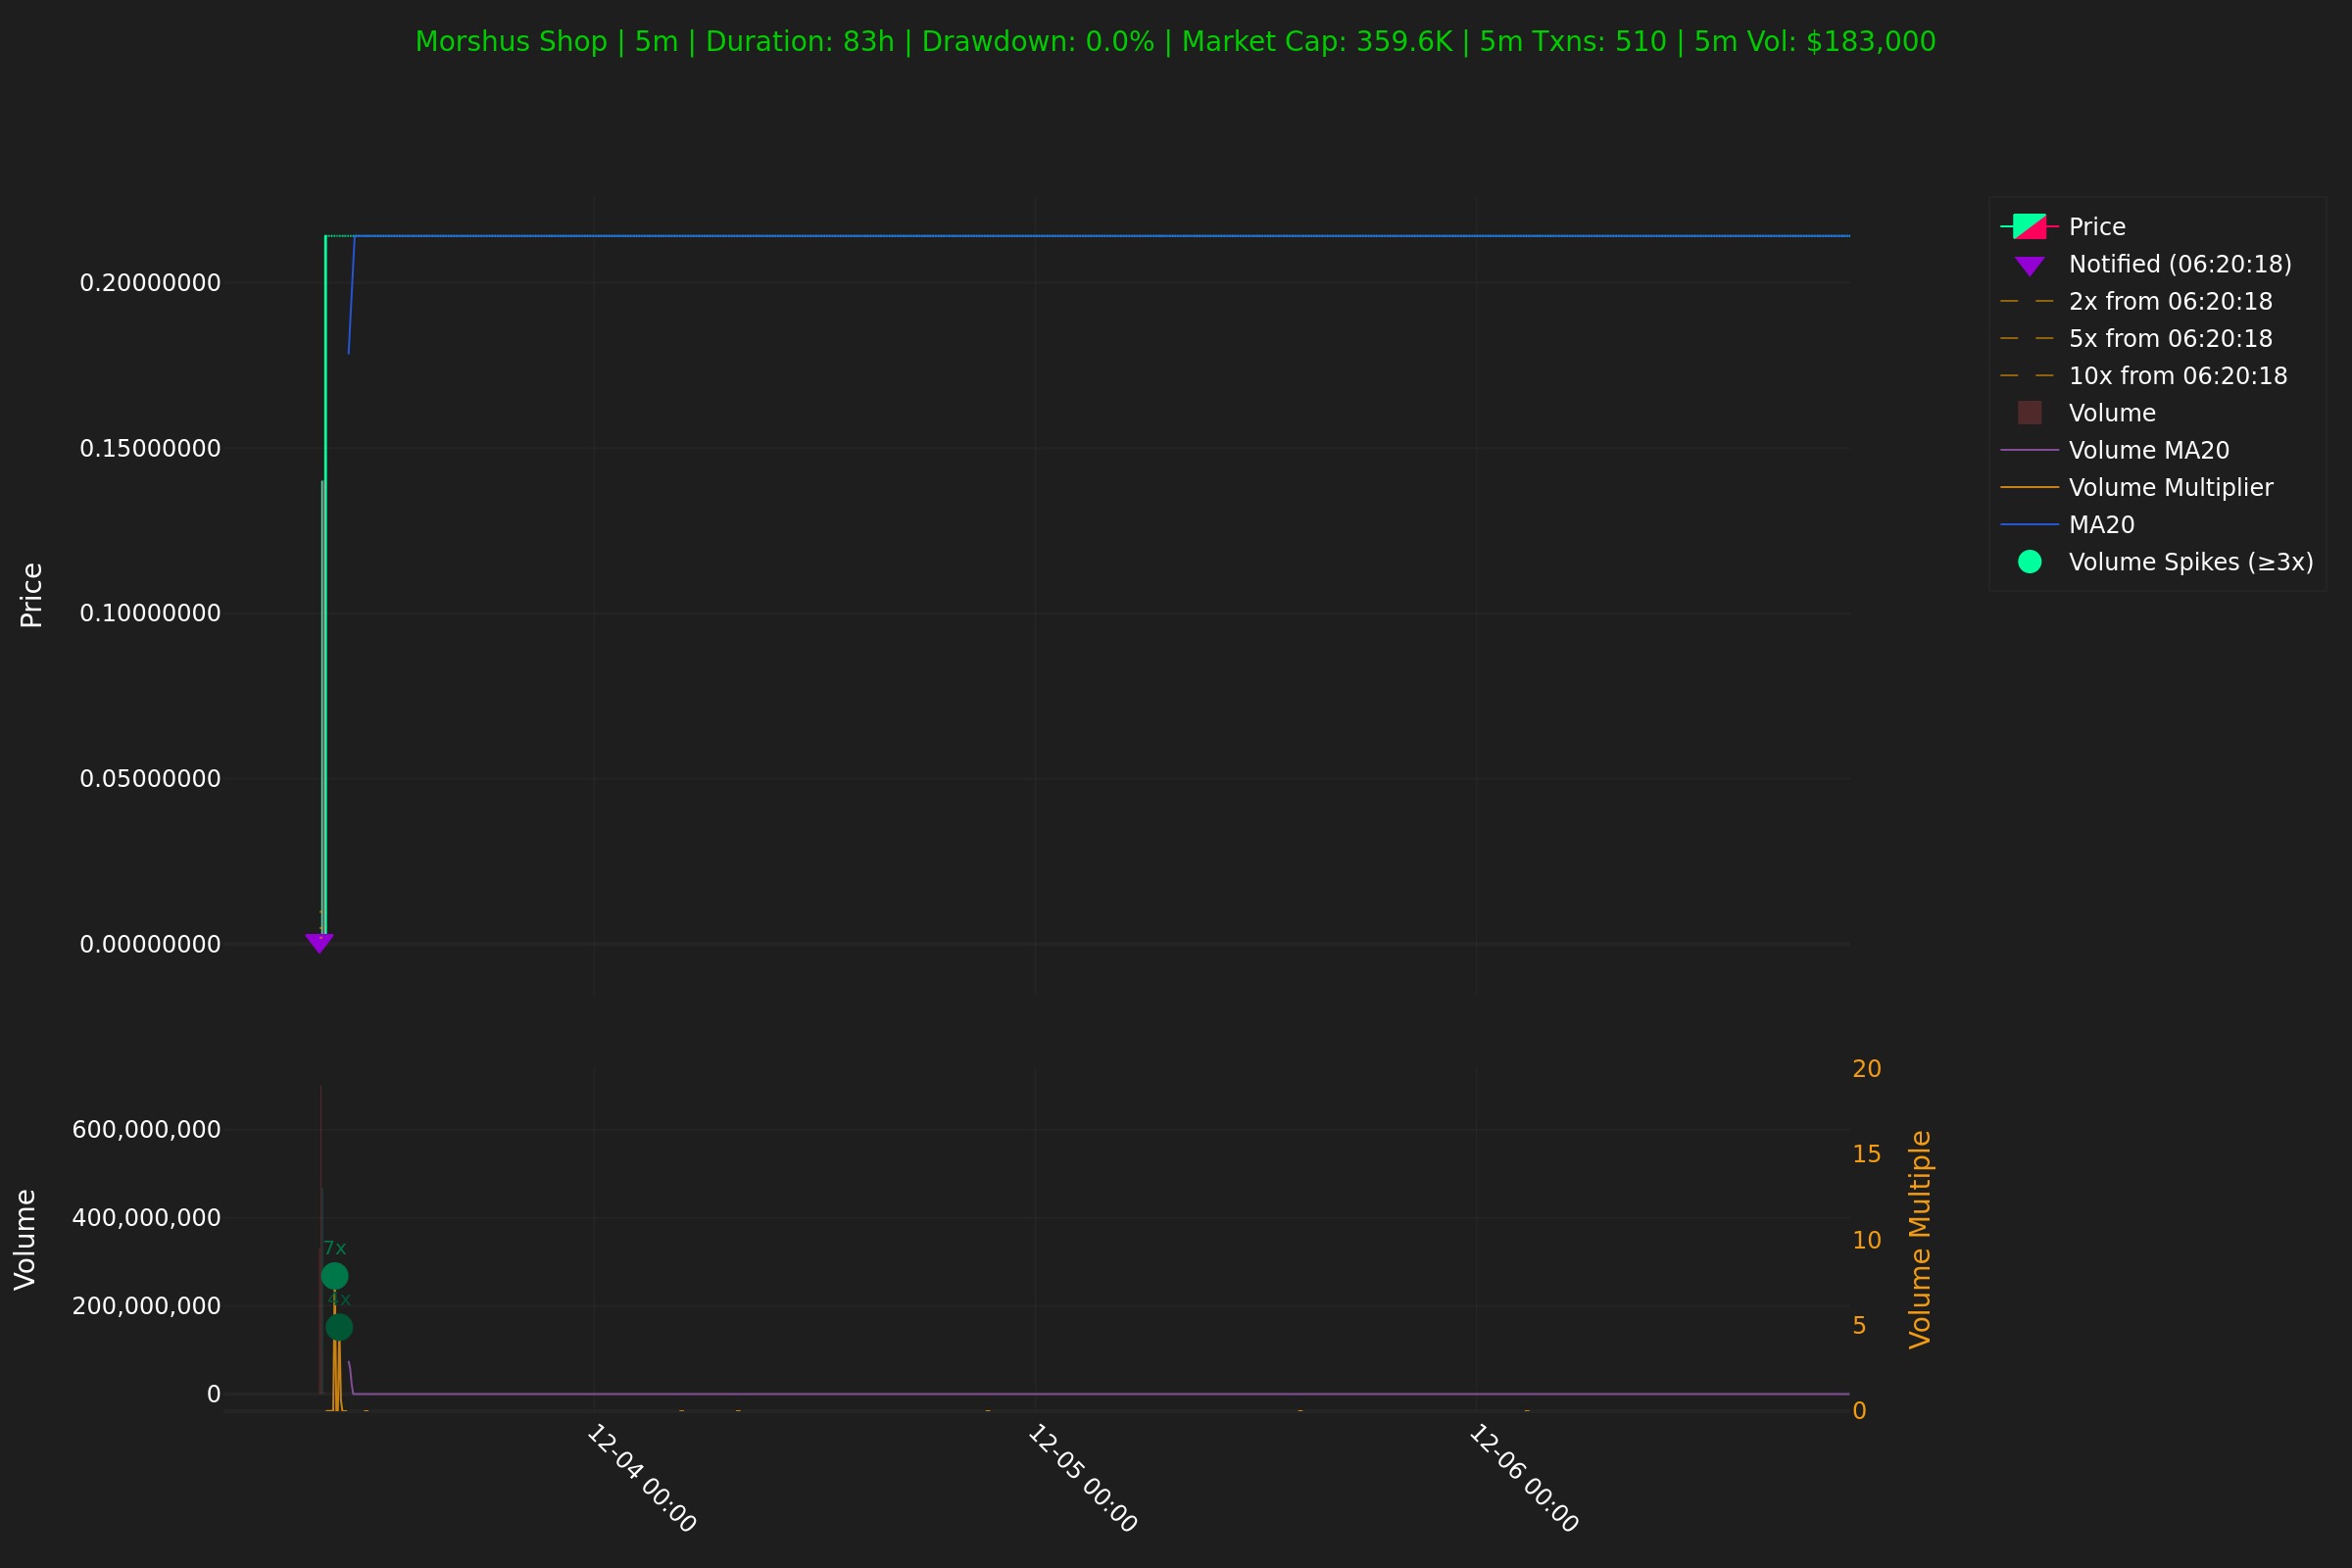 Morshus Shop | 5m | Duration: 83h | Drawdown: 0.0% | Market Cap: 359.6K | 5m Txns: 510 | 5m Vol: $183,000
Price
0.20000000
0.15000000
0.10000000
0.05000000
0.00000000
Price
Notified (06:20:18)
2x from 06:20:18
5x from 06:20:18
10x from 06:20:18
Volume
Volume MA20
Volume Multiplier
MA20
Volume Spikes (≥3x)
Volume
600,000,000
400,000,000
200,000,000
0
7x
4x
20
15
10
5
0
Volume Multiple
12-04 00:00
12-05 00:00
12-06 00:00